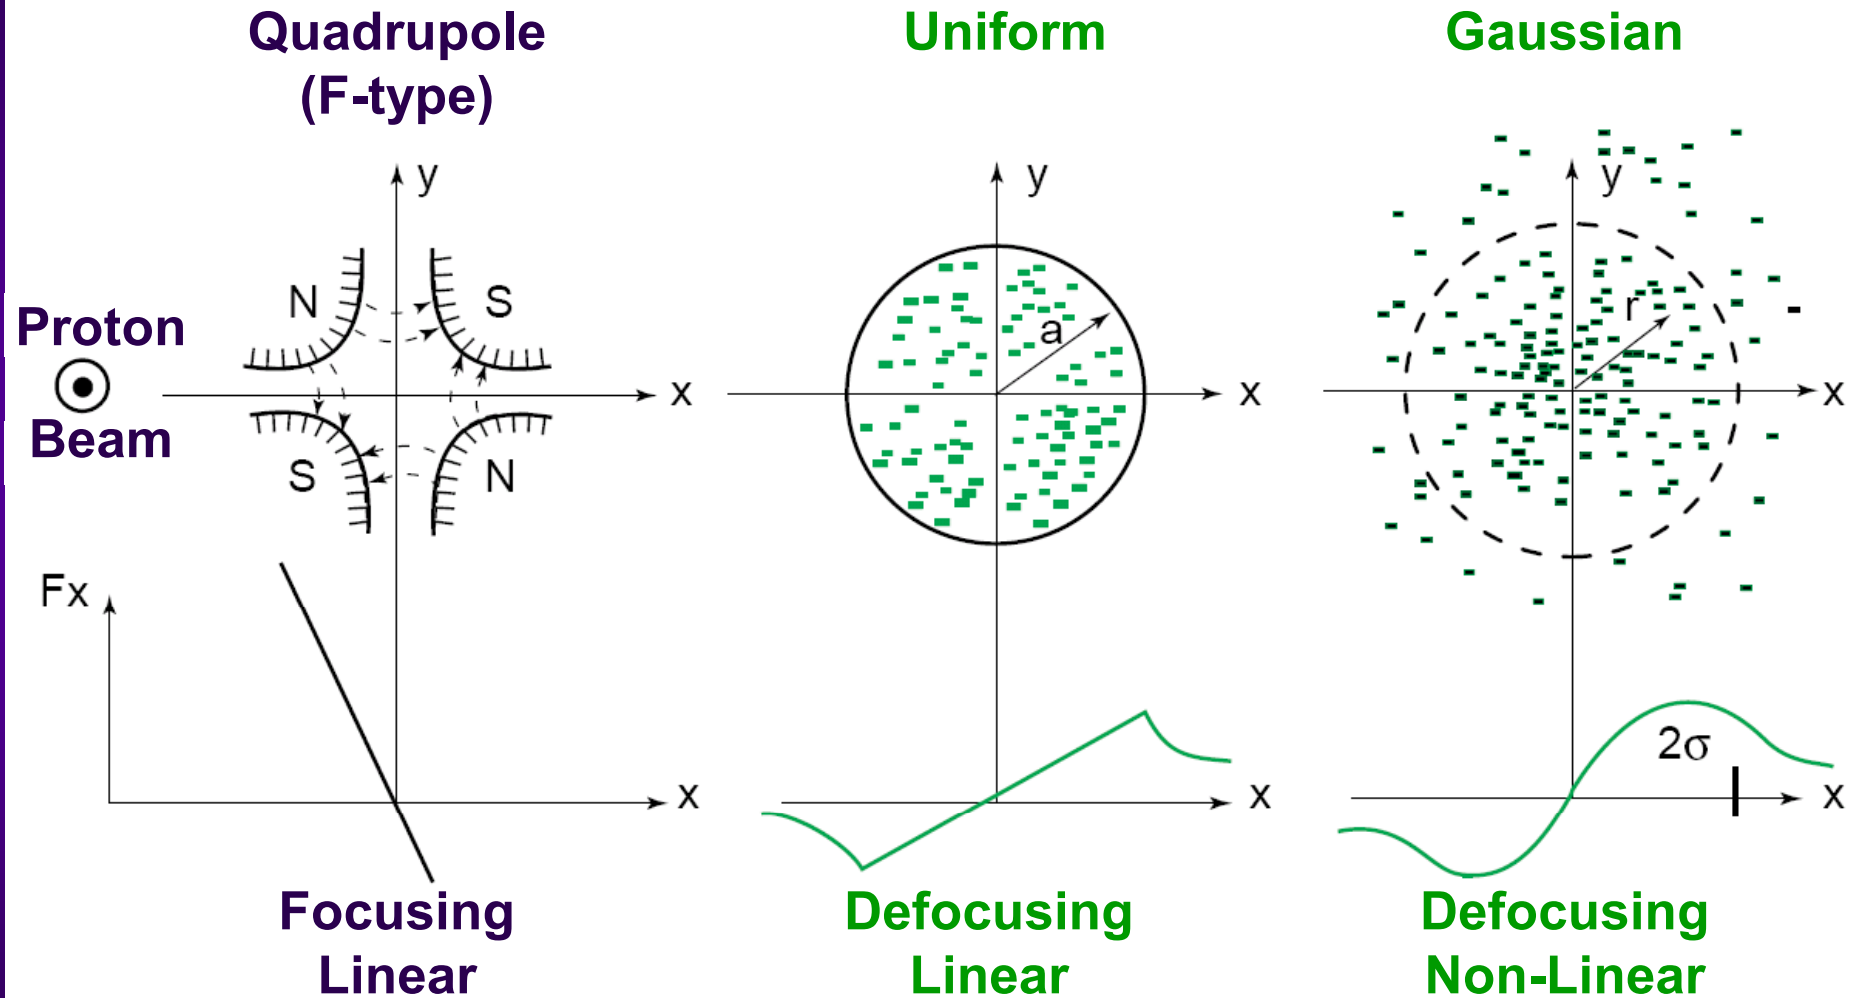 Quadrupole
(F-type)
Uniform
Gaussian
y
y
y
N
S
a
r
Proton
Beam
x
x
x
S
N
Fx
2σ
x
x
x
Focusing
Linear
Defocusing
Linear
Defocusing
Non-Linear